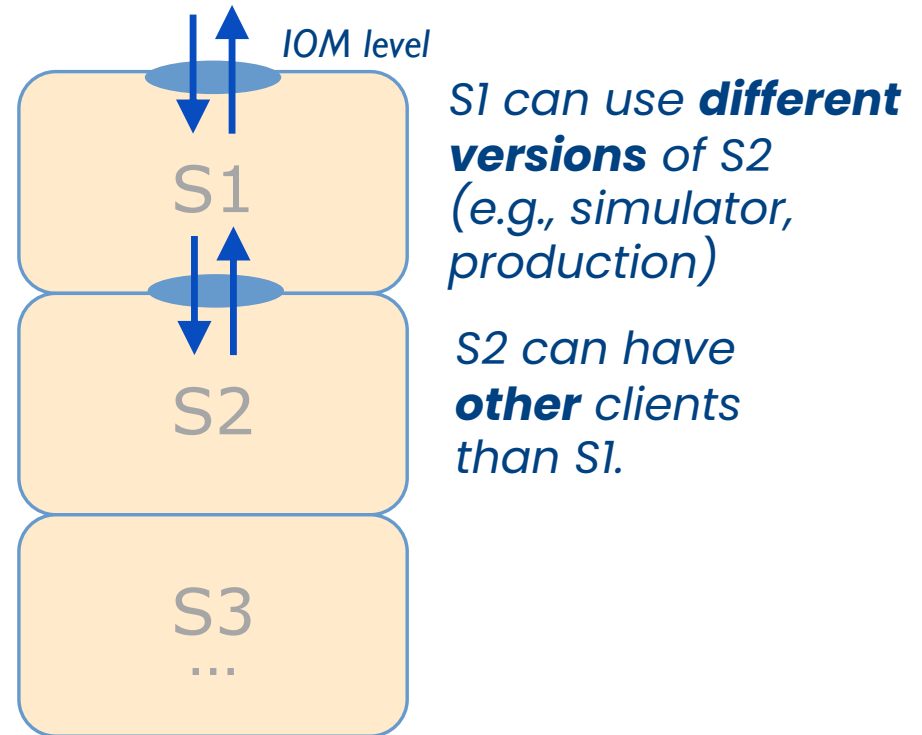 IOM level
S1 can use different
versions of S2
(e.g., simulator,
production)
S1
S2 can have
other clients
than S1.
S2
S3
...